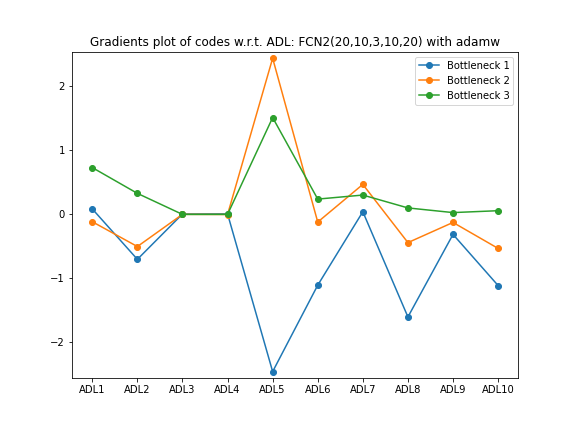 Gradients plot of codes w.r.t. ADL: FCN2(20,10,3,10,20) with adamw
Bottleneck 1
Bottleneck 2
Bottleneck 3
2
1
0
−1
−2
ADL1 ADL2 ADL3 ADL4 ADL5 ADL6 ADL7 ADL8 ADL9 ADL10